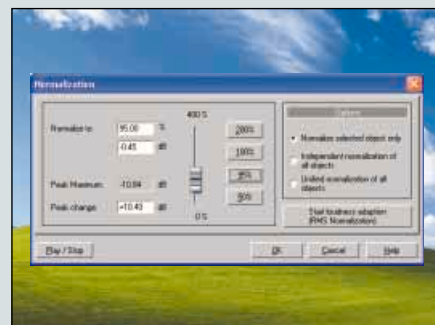 Normalization
400 %
Options
Normalize to: 95.00 %
-0.45 dB
200%
100%
95%
90%
Normalize selected object only
Independent normalization of
all objects
Unified normalization of all
objects
Peak Maximum: -10.84 dB
Peak change: +10.40 dB
0 %
Start loudness adaption
(RMS Normalization)
Play / Stop
OK
Cancel
Help